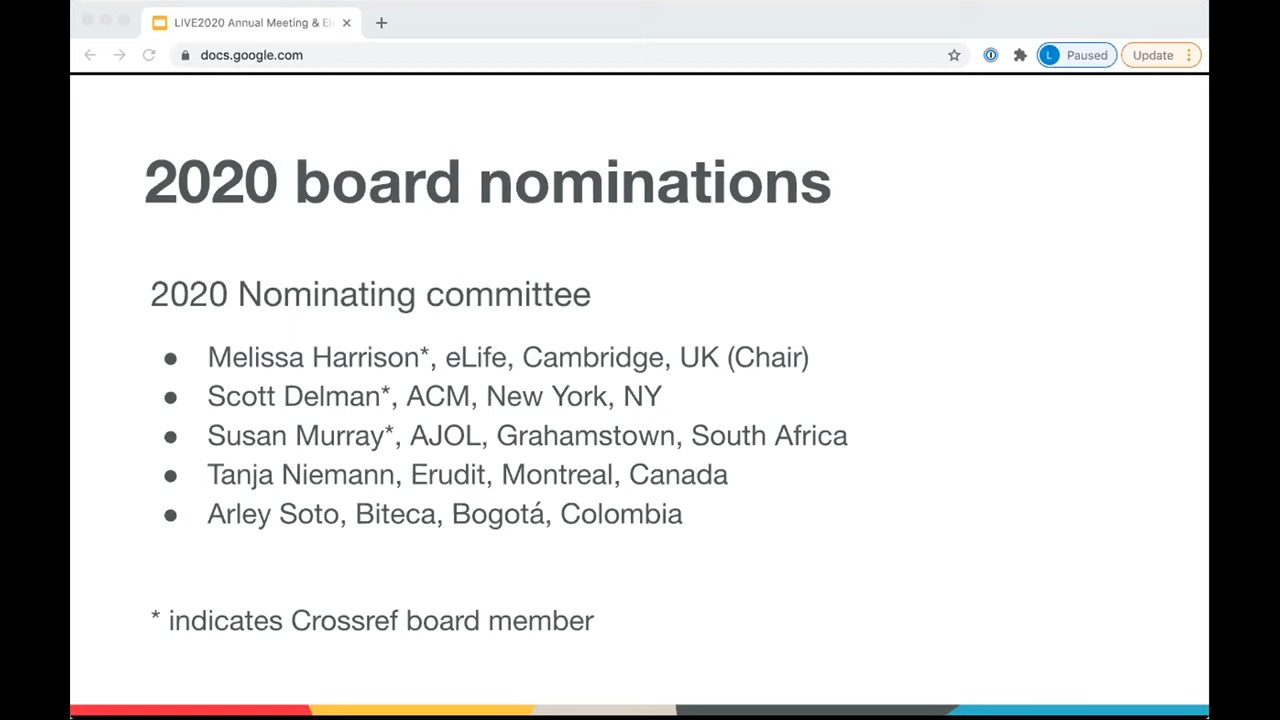 LIVE2020 Annual Meeting & El
docs.google.com
L Paused
Update
2020 board nominations
2020 Nominating committee
● Melissa Harrison*, eLife, Cambridge, UK (Chair)
● Scott Delman*, ACM, New York, NY
● Susan Murray*, AJOL, Grahamstown, South Africa
● Tanja Niemann, Erudit, Montreal, Canada
● Arley Soto, Biteca, Bogotá, Colombia
* indicates Crossref board member